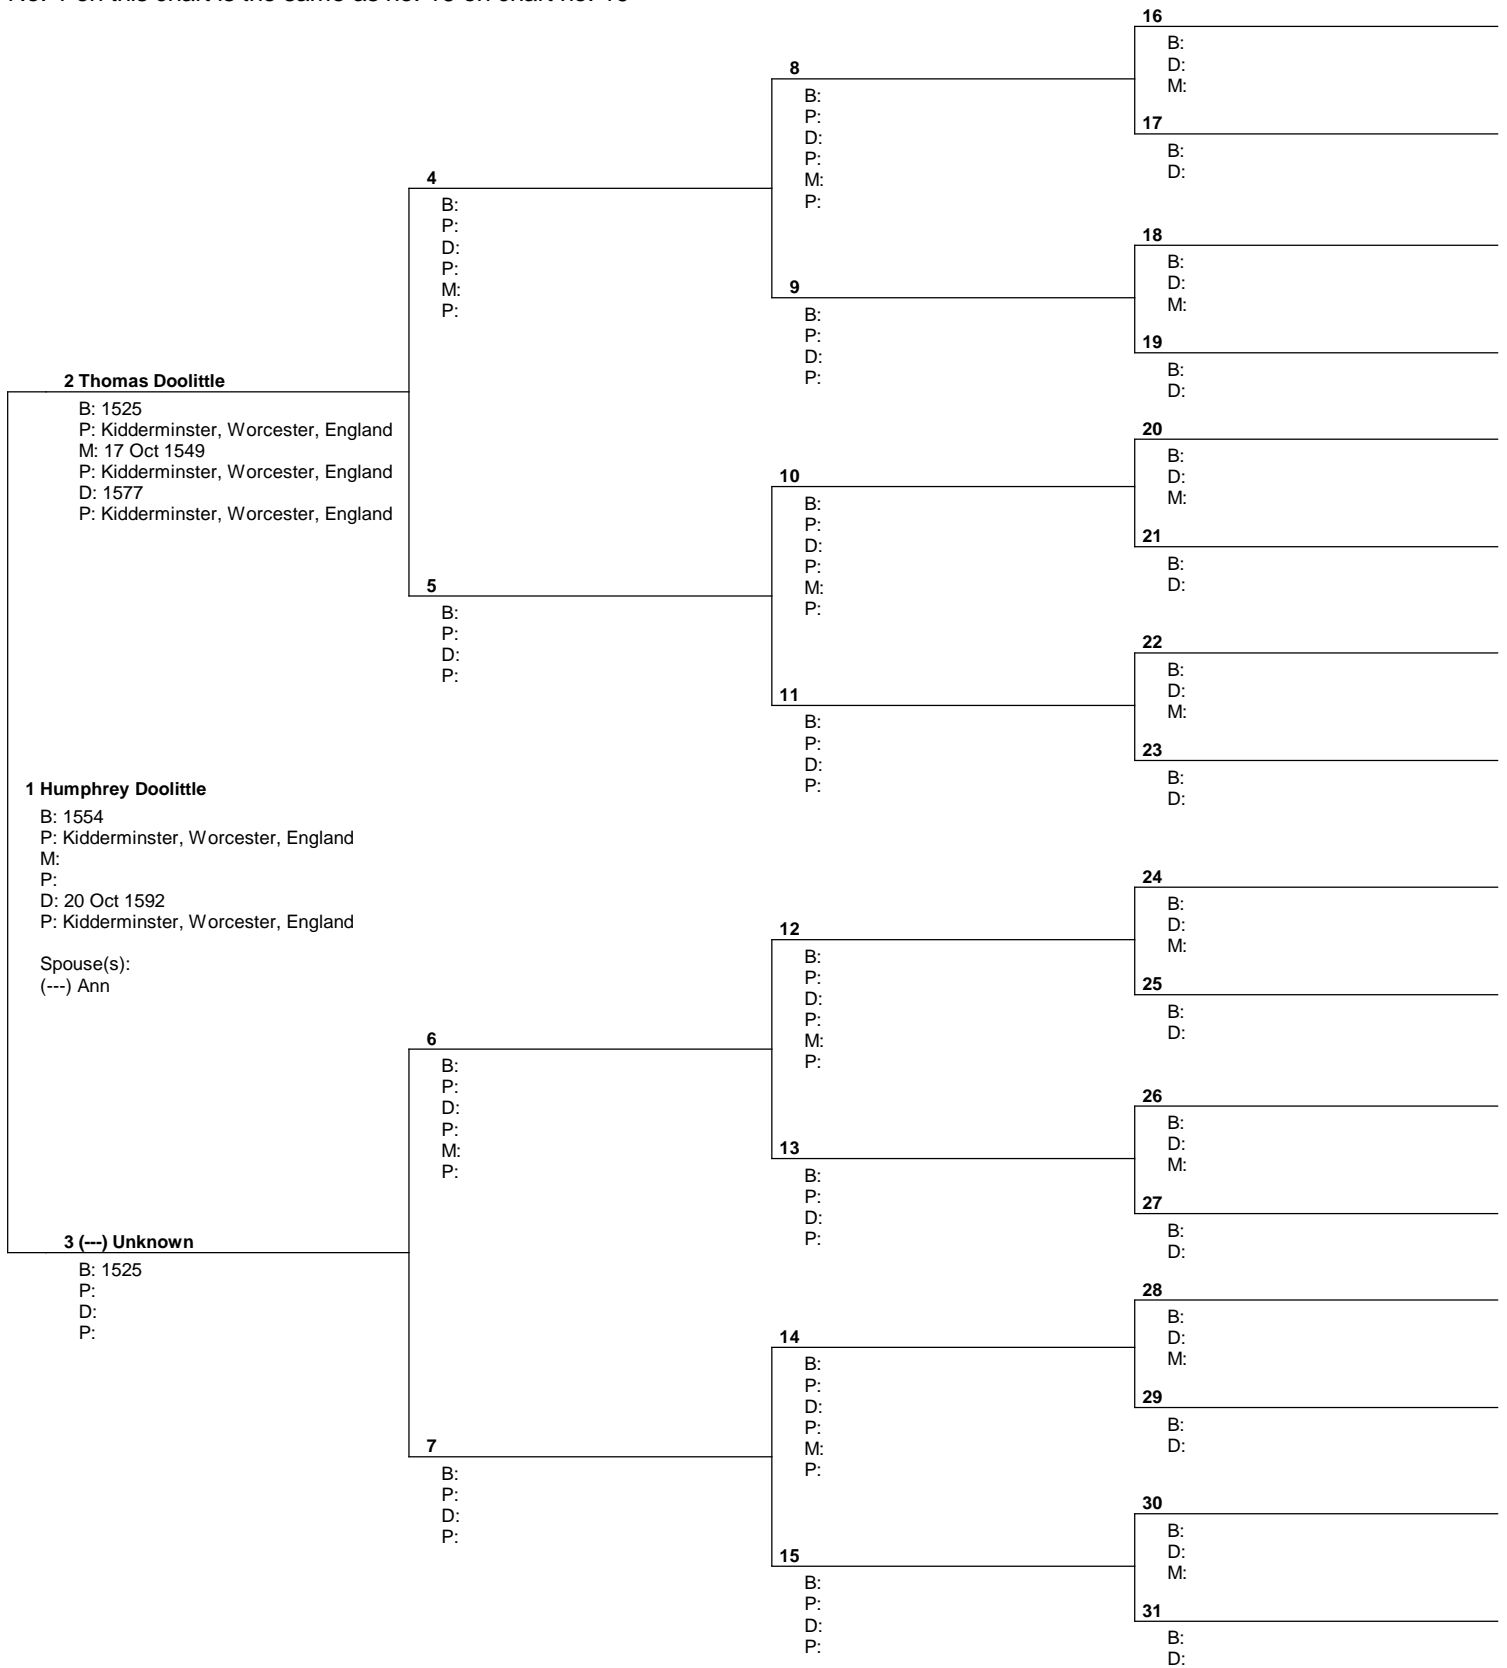 No. 1 on this chart is the same as no. on chart no.
1 Humphrey Doolittle
B: 1554
P: Kidderminster, Worcester, England
M:
P:
D: 20 Oct 1592
P: Kidderminster, Worcester, England
Spouse(s):
(---) Ann
2 Thomas Doolittle
B: 1525
P: Kidderminster, Worcester, England
M: 17 Oct 1549
P: Kidderminster, Worcester, England
D: 1577
P: Kidderminster, Worcester, England
3 (---) Unknown
B: 1525
P:
D:
P:
4
B:
P:
D:
P:
M:
P:
5
B:
P:
D:
P:
6
B:
P:
D:
P:
M:
P:
7
B:
P:
D:
P:
8
B:
P:
D:
P:
M:
P:
9
B:
P:
D:
P:
10
B:
P:
D:
P:
M:
P:
11
B:
P:
D:
P:
12
B:
P:
D:
P:
M:
P:
13
B:
P:
D:
P:
14
B:
P:
D:
P:
M:
P:
15
B:
P:
D:
P:
16
B:
D:
M:
17
B:
D:
18
B:
D:
M:
19
B:
D:
20
B:
D:
M:
21
B:
D:
22
B:
D:
M:
23
B:
D:
24
B:
D:
M:
25
B:
D:
26
B:
D:
M:
27
B:
D:
28
B:
D:
M:
29
B:
D:
30
B:
D:
M:
31
B:
D: